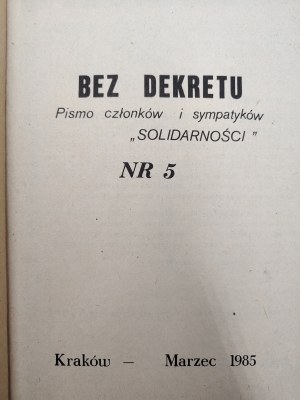 BEZ DEKRETU
Pismo członków i sympatyków
„SOLIDARNOŚCI”
NR 5
Kraków — Marzec 1985